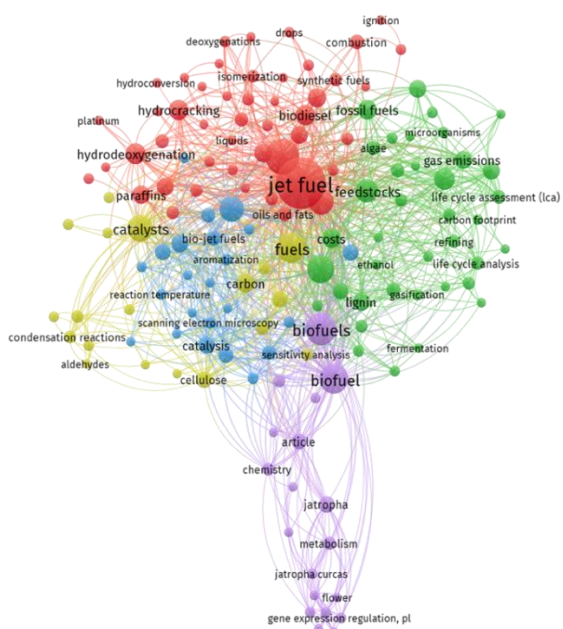 ignition
drops
deoxygenations
combustion
isomerization
synthetic fuels
hydroconversion
hydrocracking
biodiesel
fossil fuels
platinum
microorganisms
liquids
algae
hydrodeoxygenation
gas emissions
jet fuel
feedstocks
paraffins
life cycle assessment (lca)
oils and fats
carbon footprint
catalysts
bio-jet fuels
costs
refining
fuels
aromatization
ethanol
life cycle analysis
carbon
reaction temperature
lignin
gasification
scanning electron microscopy
biofuels
condensation reactions
catalysis
sensitivity analysis
fermentation
aldehydes
cellulose
biofuel
article
chemistry
jatropha
metabolism
jatropha curcas
flower
gene expression regulation, pl